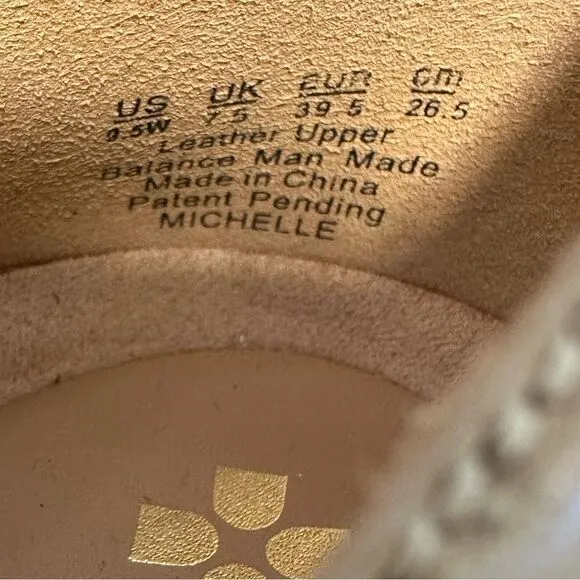 US UK EUR cm
9.5W 7.5 39.5 26.5
Leather Upper
Balance Man Made
Made in China
Patent Pending
MICHELLE